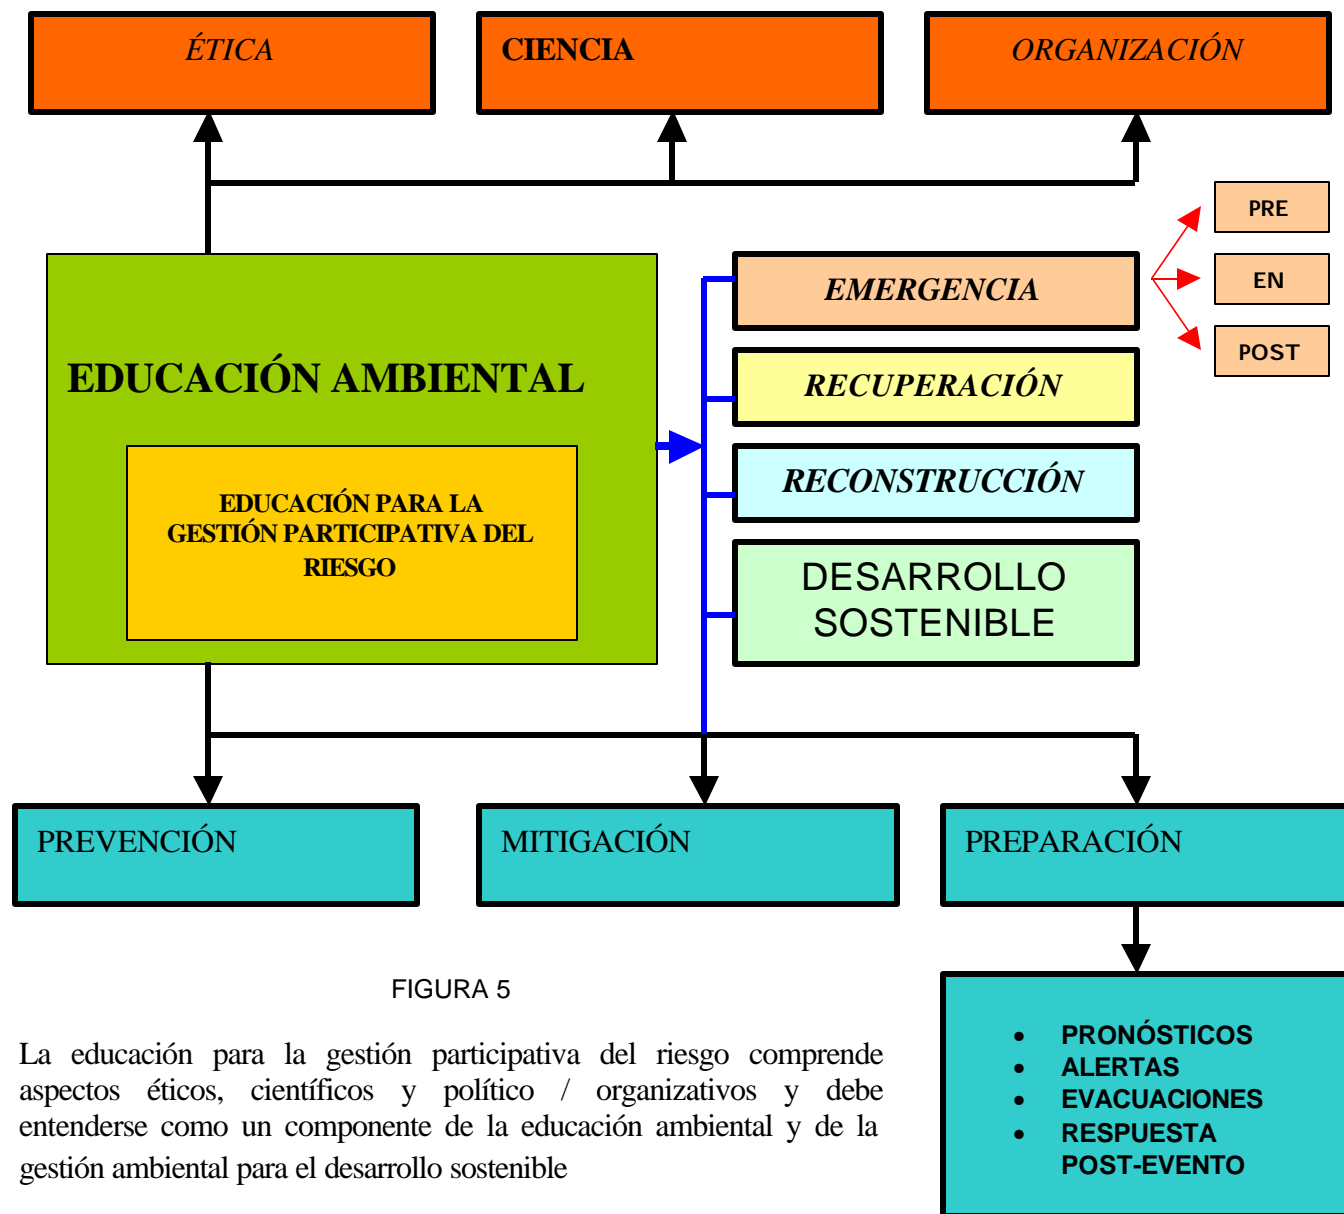 ÉTICA
CIENCIA
ORGANIZACIÓN
PRE
EN
POST
EMERGENCIA
RECUPERACIÓN
RECONSTRUCCIÓN
DESARROLLO
SOSTENIBLE
EDUCACIÓN AMBIENTAL
EDUCACIÓN PARA LA
GESTIÓN PARTICIPATIVA DEL
RIESGO
PREVENCIÓN
MITIGACIÓN
PREPARACIÓN
• PRONÓSTICOS
• ALERTAS
• EVACUACIONES
• RESPUESTA
POST-EVENTO
FIGURA 5
La educación para la gestión participativa del riesgo comprende
aspectos éticos, científicos y político / organizativos y debe
entenderse como un componente de la educación ambiental y de la
gestión ambiental para el desarrollo sostenible